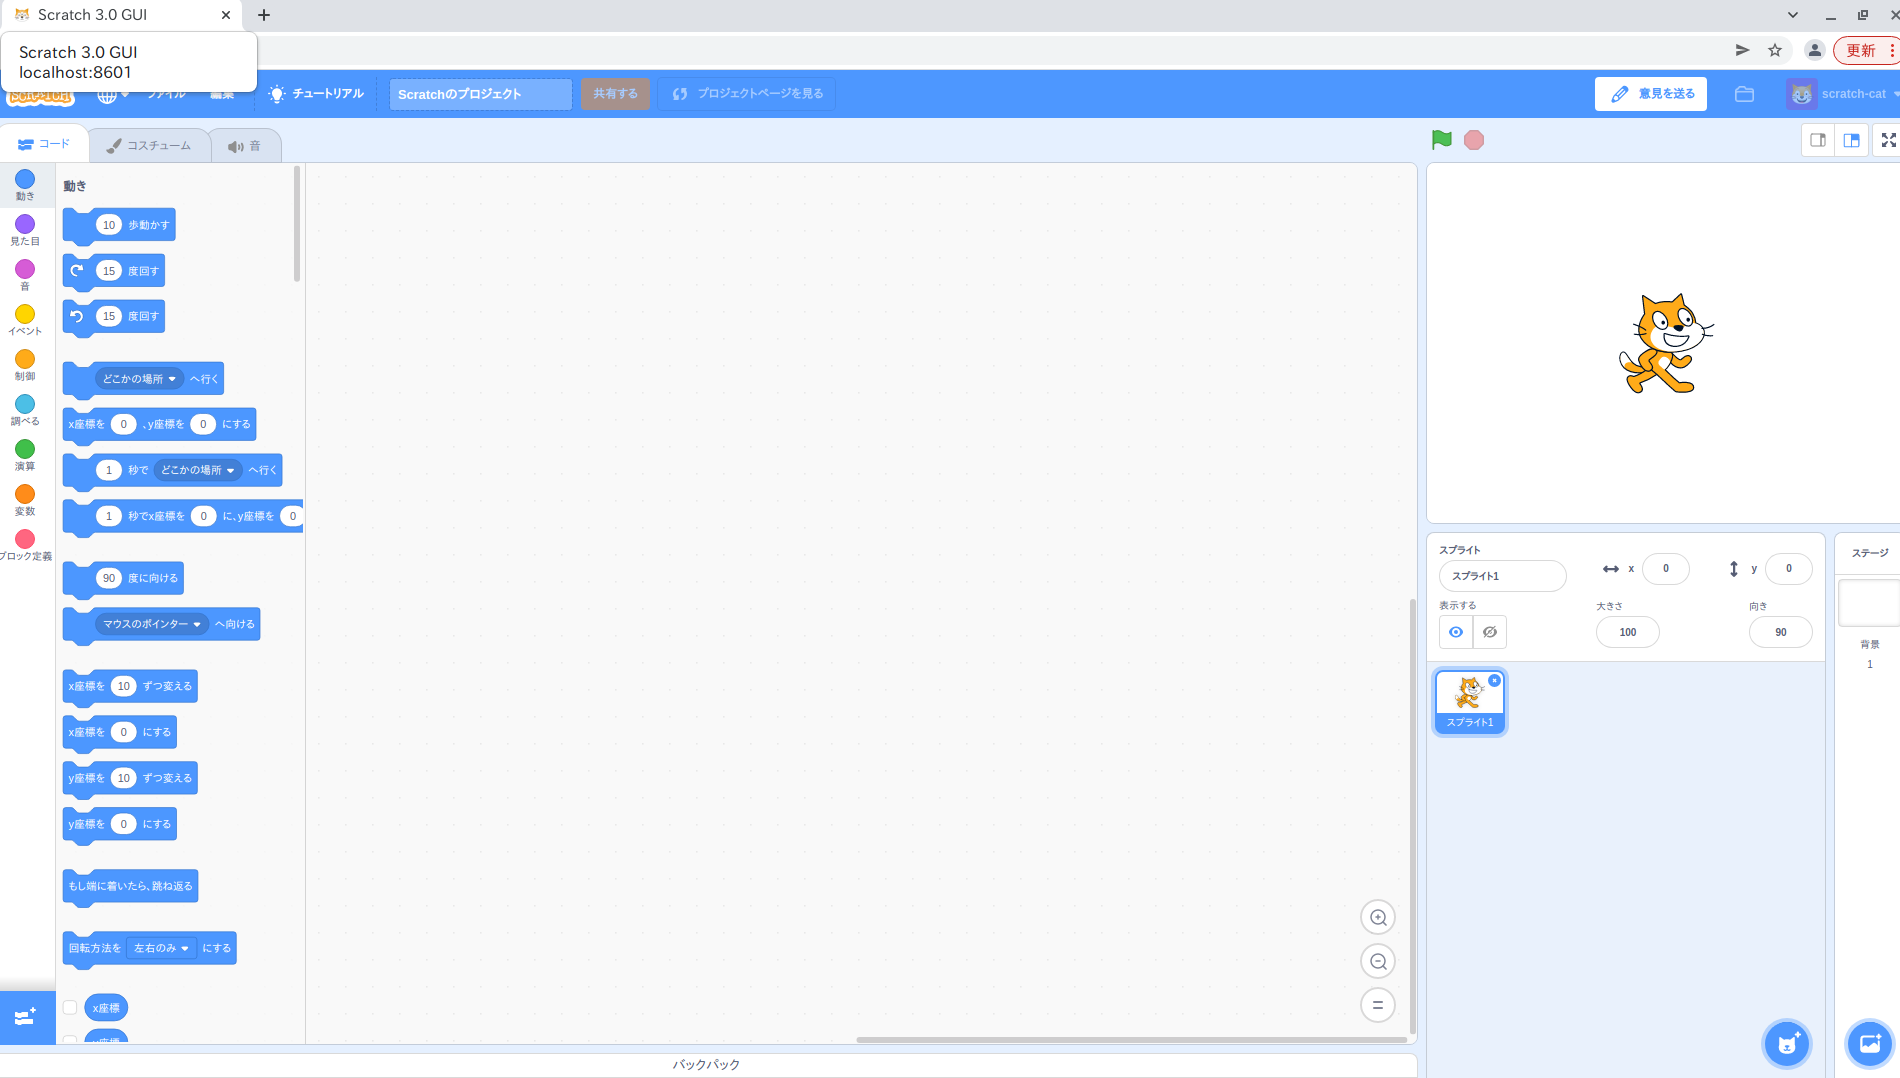 Scratch 3.0 GUI
Scratch 3.0 GUI
localhost:8601
更新
SCRATCH
ファイル
編集
チュートリアル
Scratchのプロジェクト
共有する
プロジェクトページを見る
意見を送る
scratch-cat
コード
コスチューム
音
動き
見た目
音
イベント
制御
調べる
演算
変数
ブロック定義
動き
10 歩動かす
15 度回す
15 度回す
どこかの場所 へ行く
x座標を 0 、y座標を 0 にする
1 秒で どこかの場所 へ行く
1 秒でx座標を 0 に、y座標を 0
90 度に向ける
マウスのポインター へ向ける
x座標を 10 ずつ変える
x座標を 0 にする
y座標を 10 ずつ変える
y座標を 0 にする
もし端に着いたら、跳ね返る
回転方法を 左右のみ にする
x座標
y座標
バックパック
スプライト
スプライト1
x 0
y 0
表示する
大きさ
100
向き
90
スプライト1
ステージ
背景
1